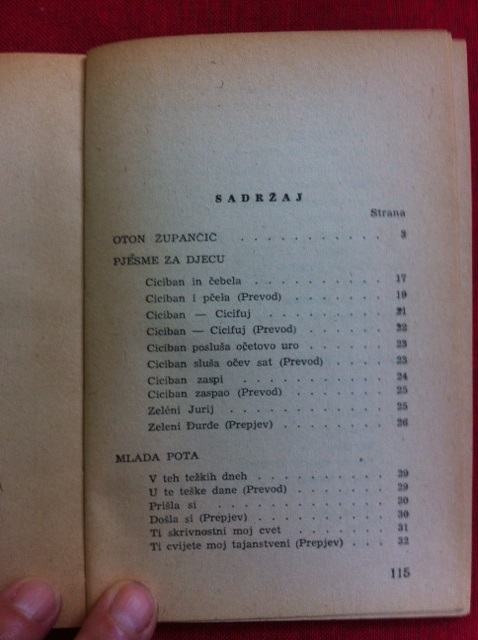 SADRŽAJ
Strana
OTON ŽUPANČIČ . . . . . . . . . . . 3
PJESME ZA DJECU
Ciciban in čebela . . . . . . . . . . 17
Ciciban i pčela (Prevod) . . . . . . . 19
Ciciban — Cicifuj . . . . . . . . . . 21
Ciciban — Cicifuj (Prevod) . . . . . . 22
Ciciban posluša očetovo uro . . . . . . 23
Ciciban sluša očev sat (Prevod) . . . . . 23
Ciciban zaspi . . . . . . . . . . . 24
Ciciban zaspao (Prevod) . . . . . . . 25
Zeléni Jurij . . . . . . . . . . . . 25
Zeleni Đurđe (Prepjev) . . . . . . . . 26
MLADA POTA
V teh težkih dneh . . . . . . . . . . 29
U te teške dane (Prevod) . . . . . . . 29
Prišla si . . . . . . . . . . . . . 30
Došla si (Prepjev) . . . . . . . . . . 30
Ti skrivnostni moj cvet . . . . . . . . 31
Ti cvijete moj tajanstveni (Prepjev) . . . 32
115